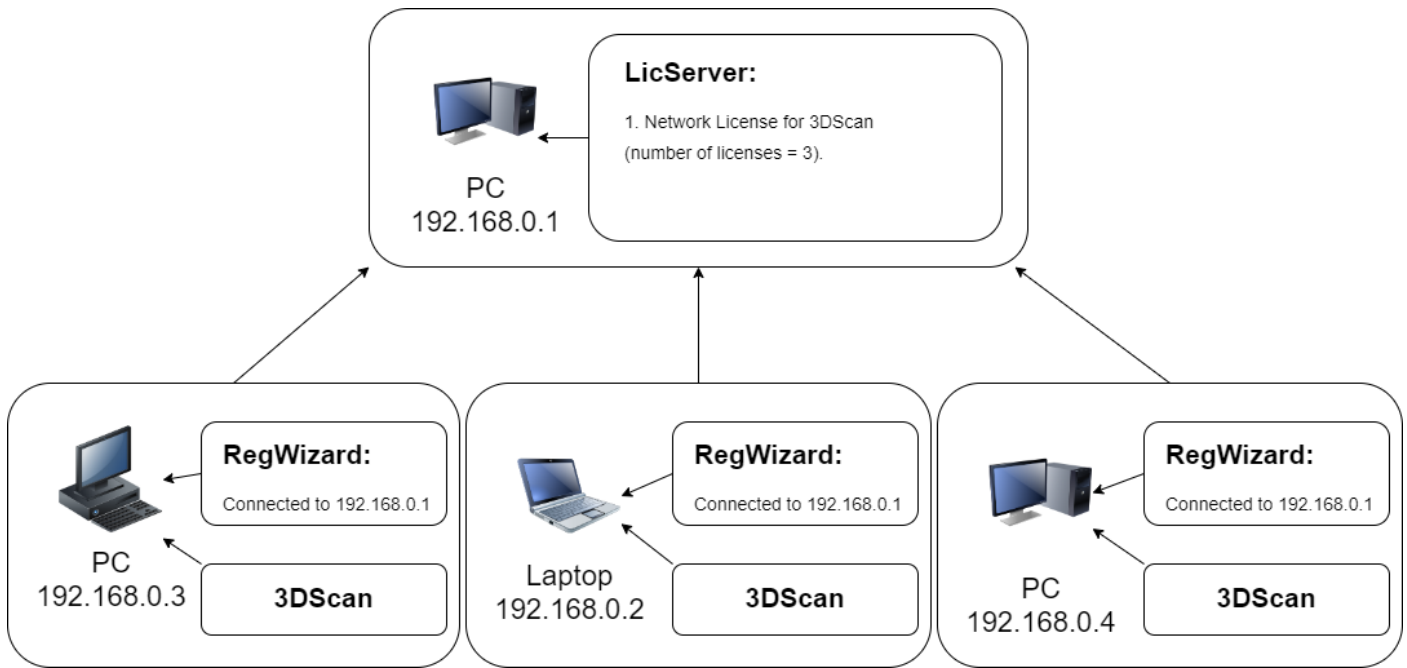 LicServer:
1. Network License for 3DScan
(number of licenses = 3).
PC
192.168.0.1
RegWizard:
Connected to 192.168.0.1
PC
192.168.0.3
3DScan
RegWizard:
Connected to 192.168.0.1
Laptop
192.168.0.2
3DScan
RegWizard:
Connected to 192.168.0.1
PC
192.168.0.4
3DScan